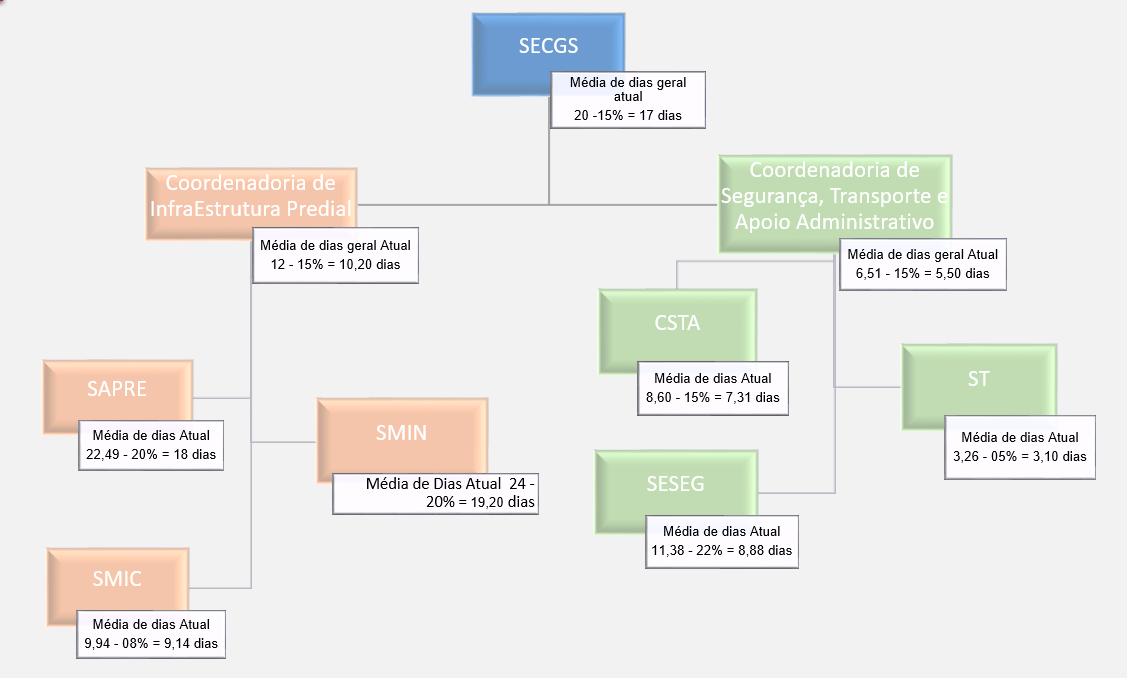 SECGS
Média de dias geral
atual
20 -15% = 17 dias
Coordenadoria de
InfraEstrutura Predial
Média de dias geral Atual
12 - 15% = 10,20 dias
Coordenadoria de
Segurança, Transporte e
Apoio Administrativo
Média de dias geral Atual
6,51 - 15% = 5,50 dias
CSTA
Média de dias Atual
8,60 - 15% = 7,31 dias
ST
Média de dias Atual
3,26 - 05% = 3,10 dias
SAPRE
Média de dias Atual
22,49 - 20% = 18 dias
SMIN
Média de Dias Atual  24 -
20% = 19,20 dias
SESEG
Média de dias Atual
11,38 - 22% = 8,88 dias
SMIC
Média de dias Atual
9,94 - 08% = 9,14 dias